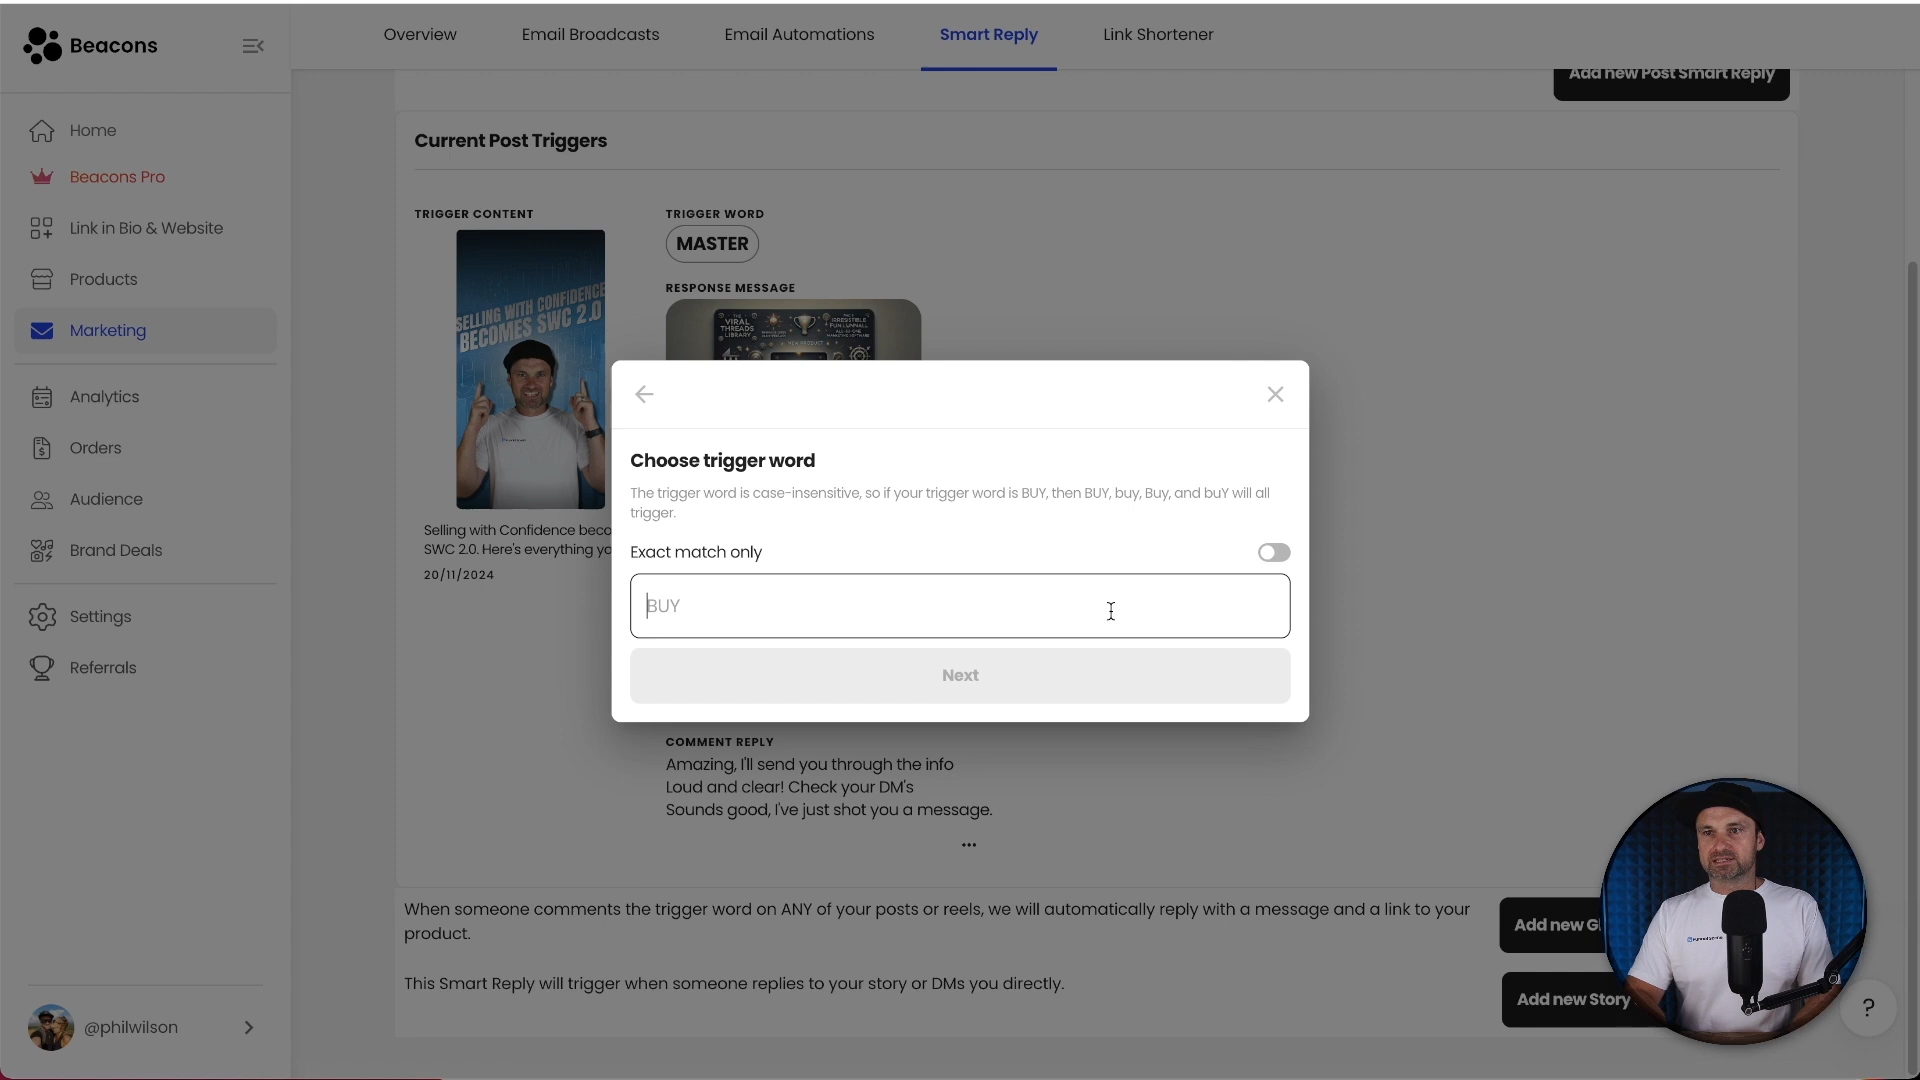 Beacons
Overview
Email Broadcasts
Email Automations
Smart Reply
Link Shortener
Home
Beacons Pro
Link in Bio & Website
Products
Marketing
Analytics
Orders
Audience
Brand Deals
Settings
Referrals
@philwilson
Add new Post Smart Reply
Current Post Triggers
TRIGGER CONTENT
SELLING WITH CONFIDENCE
BECOMES SWC 2.0
Selling with Confidence beco
SWC 2.0. Here's everything yo
20/11/2024
TRIGGER WORD
MASTER
RESPONSE MESSAGE
THE
VIRAL
THREADS
LIBRARY
NEW PRODUCT
Choose trigger word
The trigger word is case-insensitive, so if your trigger word is BUY, then BUY, buy, Buy, and buY will all
trigger.
Exact match only
BUY
Next
COMMENT REPLY
Amazing, I'll send you through the info
Loud and clear! Check your DM's
Sounds good, I've just shot you a message.
...
When someone comments the trigger word on ANY of your posts or reels, we will automatically reply with a message and a link to your
product.
Add new Gl
This Smart Reply will trigger when someone replies to your story or DMs you directly.
Add new Story
?